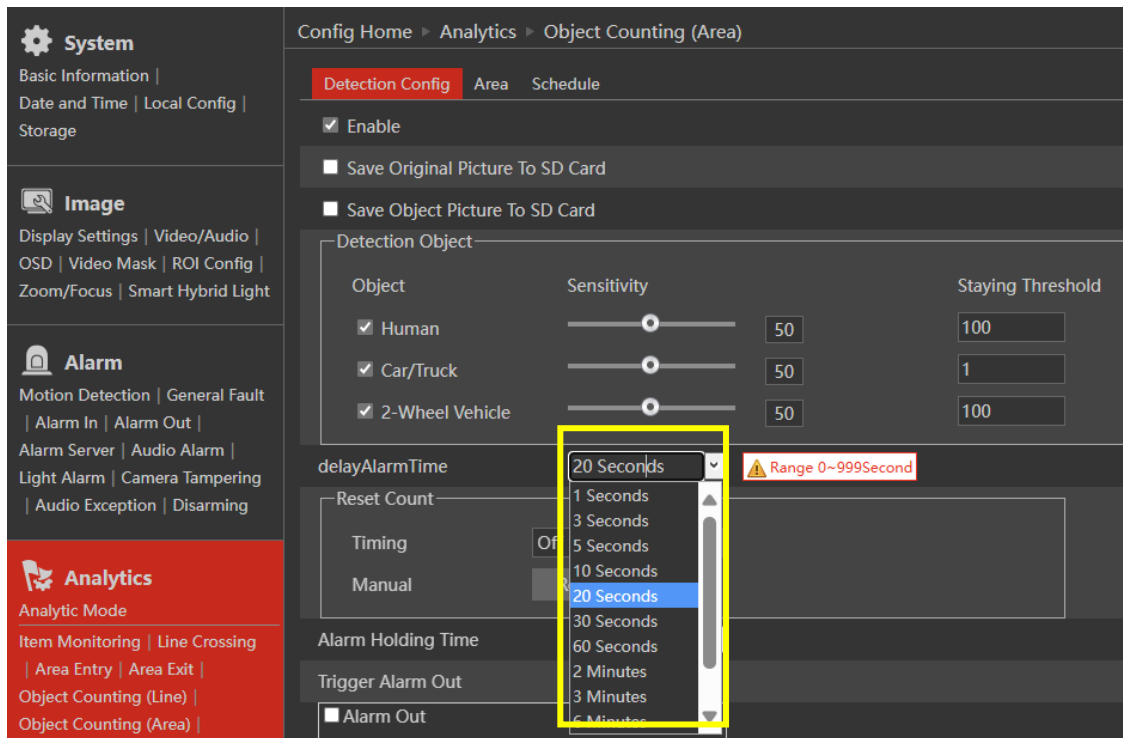 System
Basic Information |
Date and Time | Local Config |
Storage
Image
Display Settings | Video/Audio |
OSD | Video Mask | ROI Config |
Zoom/Focus | Smart Hybrid Light
Alarm
Motion Detection | General Fault
| Alarm In | Alarm Out |
Alarm Server | Audio Alarm |
Light Alarm | Camera Tampering
| Audio Exception | Disarming
Analytics
Analytic Mode
Item Monitoring | Line Crossing
| Area Entry | Area Exit |
Object Counting (Line) |
Object Counting (Area) |
Config Home ▶ Analytics ▶ Object Counting (Area)
Detection Config Area Schedule
Enable
Save Original Picture To SD Card
Save Object Picture To SD Card
Detection Object
Object Sensitivity Staying Threshold
Human 50 100
Car/Truck 50 1
2-Wheel Vehicle 50 100
delayAlarmTime 20 Seconds Range 0~999Second
1 Seconds
3 Seconds
5 Seconds
10 Seconds
20 Seconds
30 Seconds
60 Seconds
2 Minutes
3 Minutes
6 Minutes
Reset Count
Timing
Manual
Alarm Holding Time
Trigger Alarm Out
Alarm Out